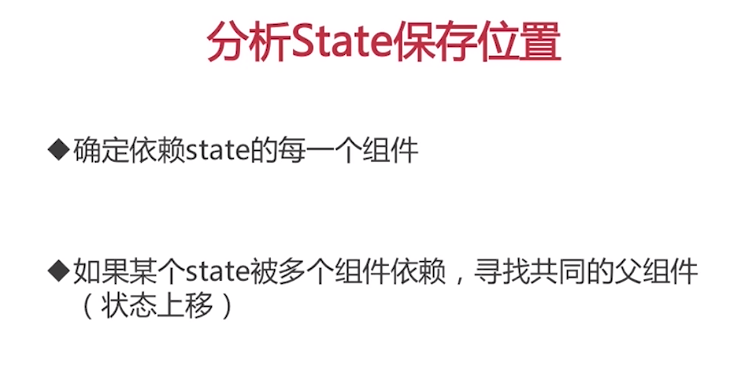 分析State保存位置
◆确定依赖state的每一个组件
◆如果某个state被多个组件依赖，寻找共同的父组件
（状态上移）